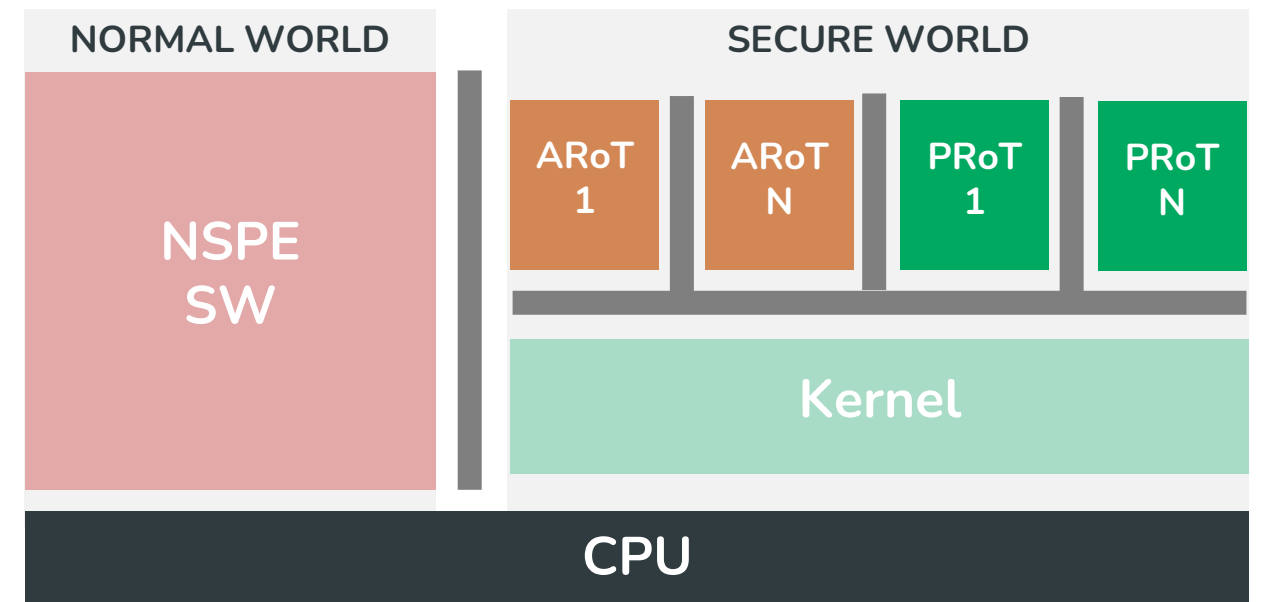 NORMAL WORLD
SECURE WORLD
NSPE
SW
ARoT
1
ARoT
N
PRoT
1
PRoT
N
Kernel
CPU